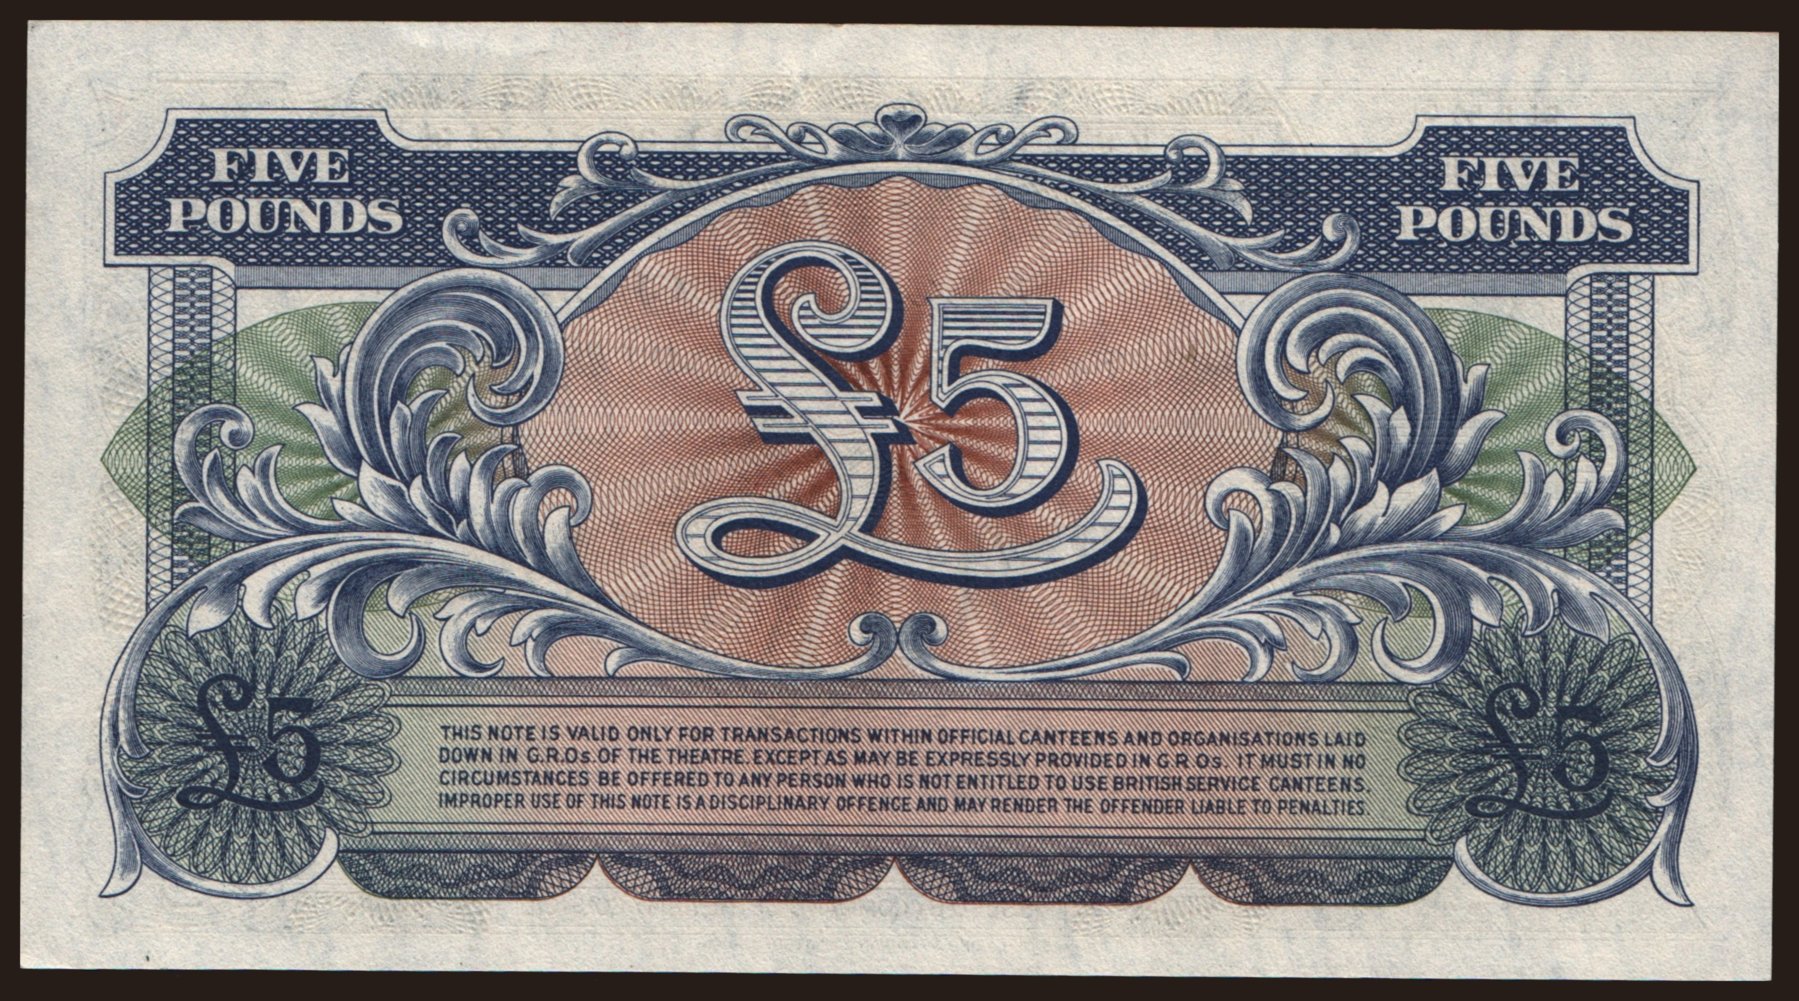 FIVE
POUNDS
FIVE
POUNDS
£5
THIS NOTE IS VALID ONLY FOR TRANSACTIONS WITHIN OFFICIAL CANTEENS AND ORGANISATIONS LAID
DOWN IN G.R.Os. OF THE THEATRE. EXCEPT AS MAY BE EXPRESSLY PROVIDED IN G.R.Os. IT MUST IN NO
CIRCUMSTANCES BE OFFERED TO ANY PERSON WHO IS NOT ENTITLED TO USE BRITISH SERVICE CANTEENS.
IMPROPER USE OF THIS NOTE IS A DISCIPLINARY OFFENCE AND MAY RENDER THE OFFENDER LIABLE TO PENALTIES.
£5
£5